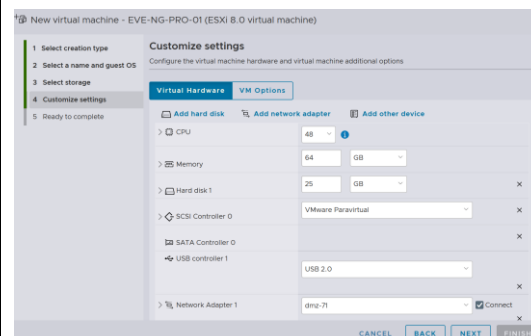 New virtual machine - EVE-NG-PRO-01 (ESXi 8.0 virtual machine)
1 Select creation type
2 Select a name and guest OS
3 Select storage
4 Customize settings
5 Ready to complete
Customize settings
Configure the virtual machine hardware and virtual machine additional options
Virtual Hardware VM Options
Add hard disk Add network adapter Add other device
CPU 48
Memory 64 GB
Hard disk 1 25 GB
SCSI Controller 0 VMware Paravirtual
SATA Controller 0
USB controller 1
USB 2.0
Network Adapter 1 dmz-71 Connect
CANCEL BACK NEXT FINISH